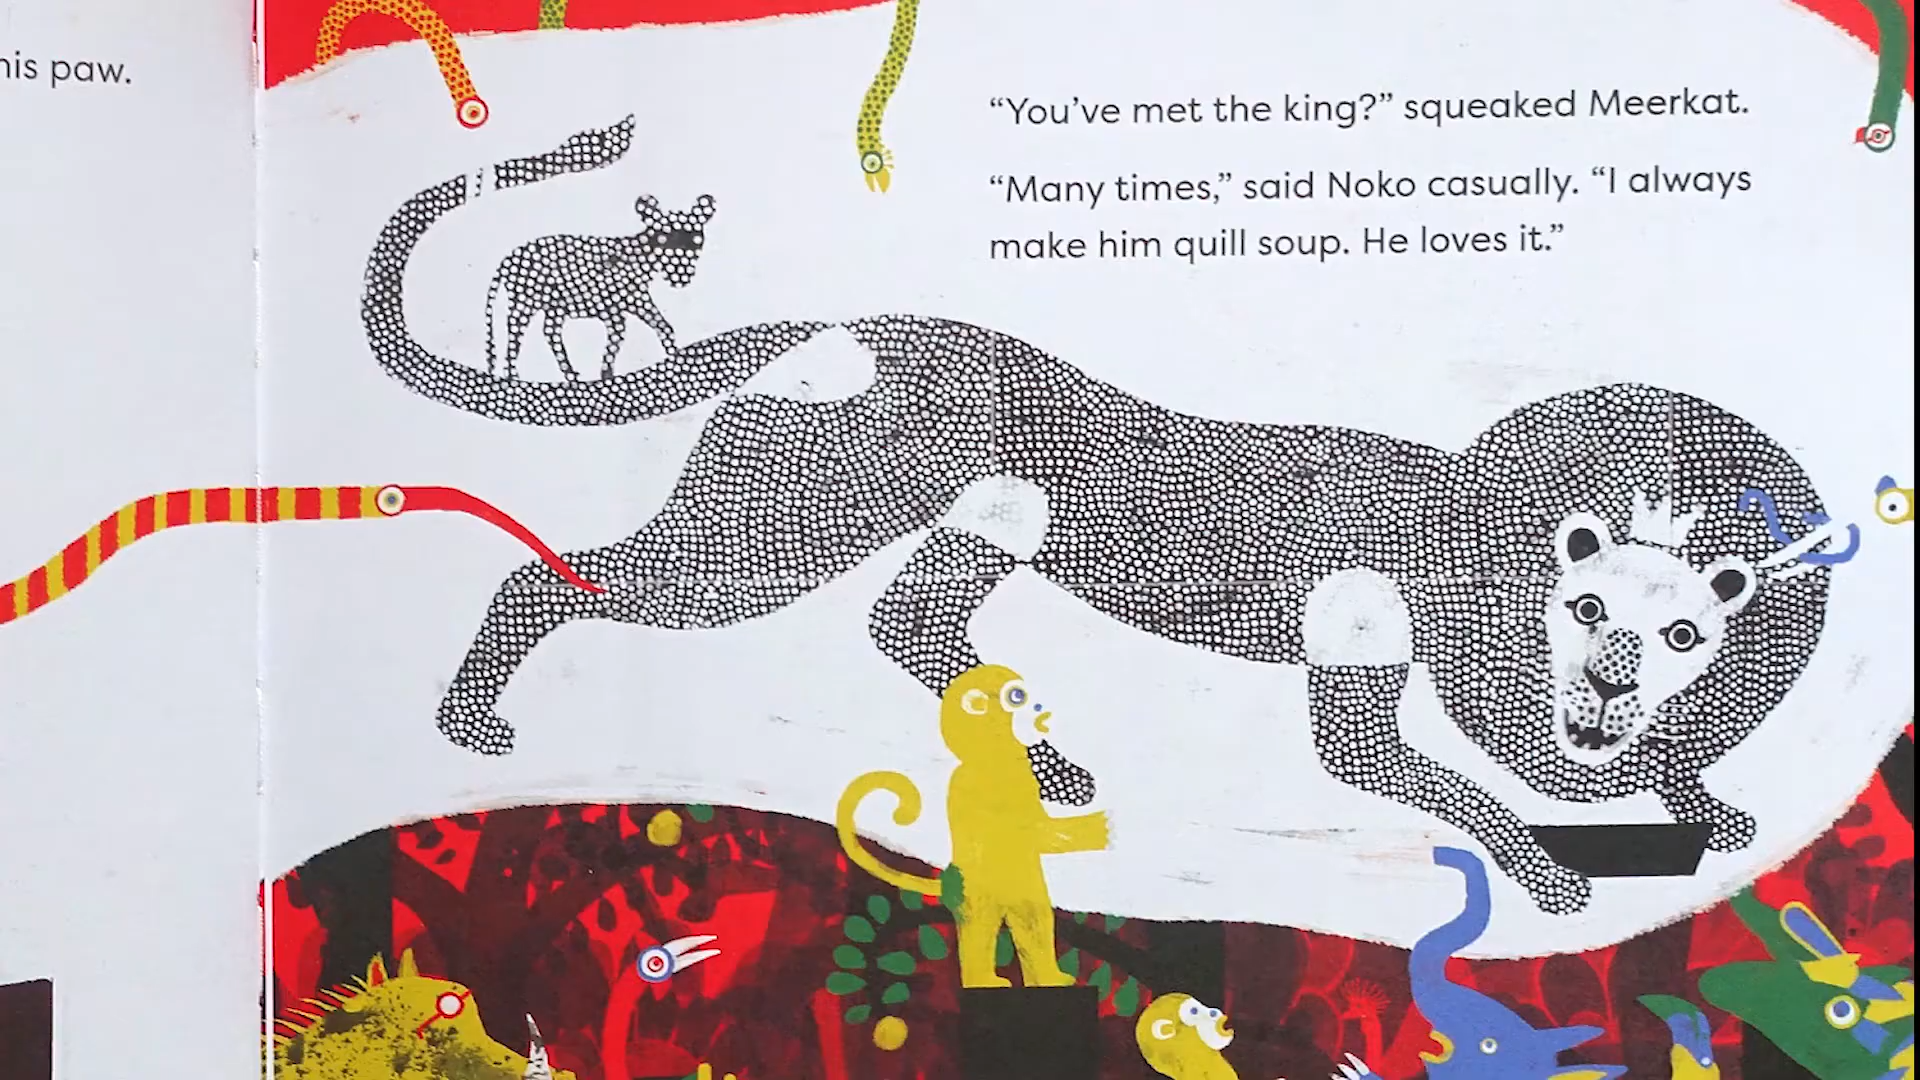 his paw.
“You’ve met the king?” squeaked Meerkat.
“Many times,” said Noko casually. “I always
make him quill soup. He loves it.”